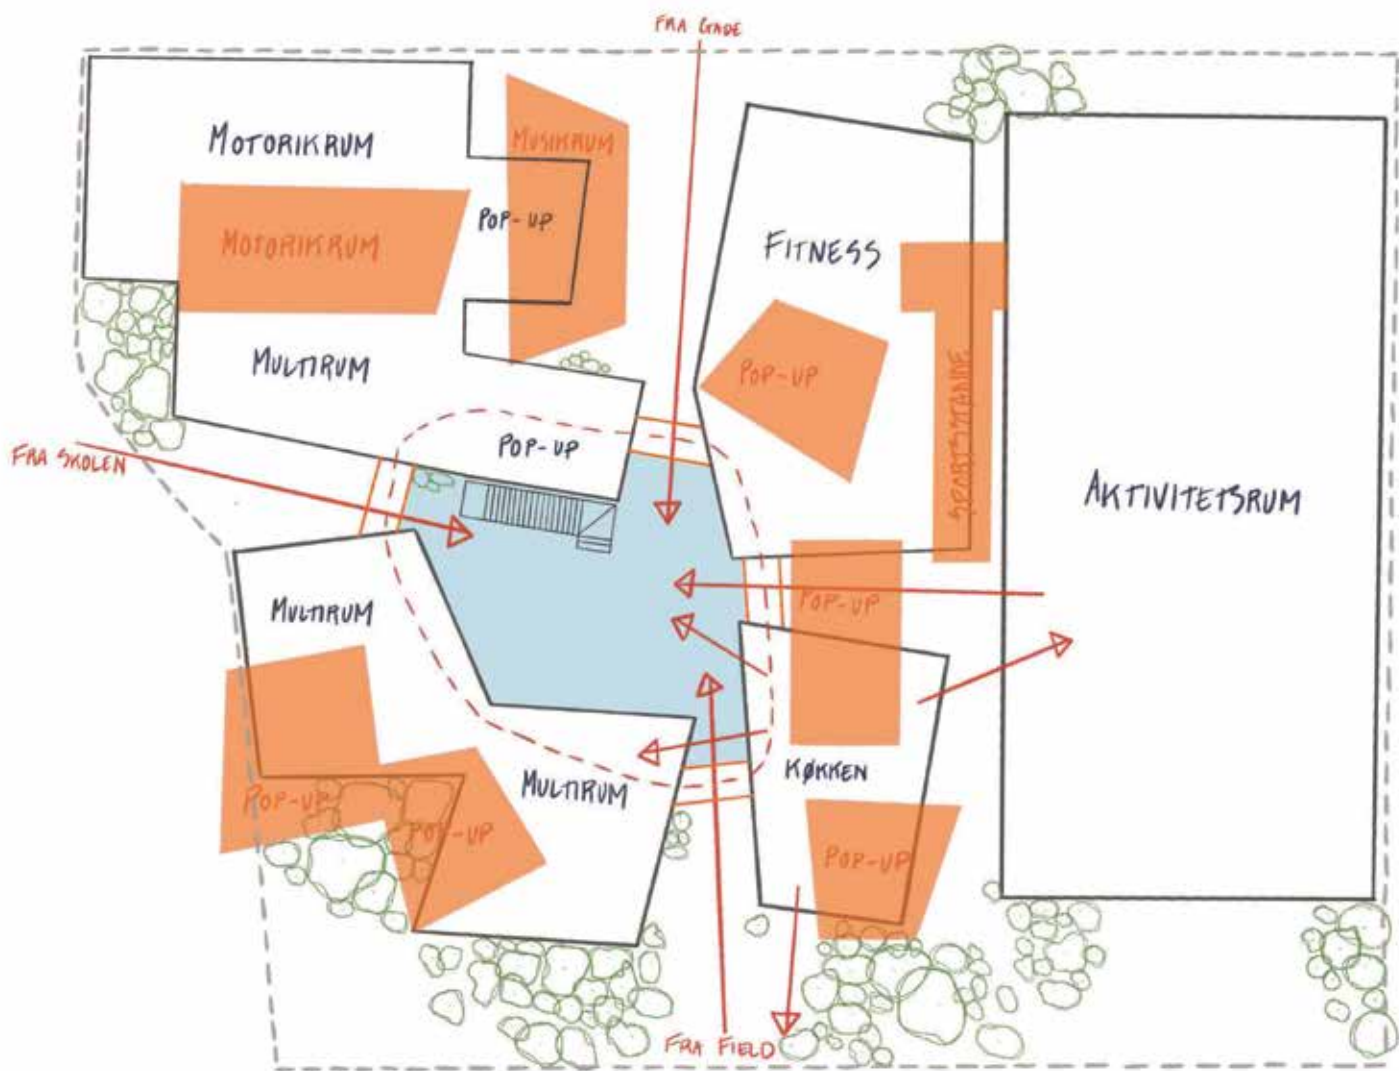 FRA GADE
MOTORIKRUM
MUSIKRUM
MOTORIKRUM
POP-UP
FITNESS
MULTIRUM
POP-UP
SPORTSSTADE
POP-UP
FRA SKOLEN
AKTIVITETSRUM
MULTIRUM
POP-UP
KØKKEN
MULTIRUM
POP-UP
POP-UP
POP-UP
FRA FIELD